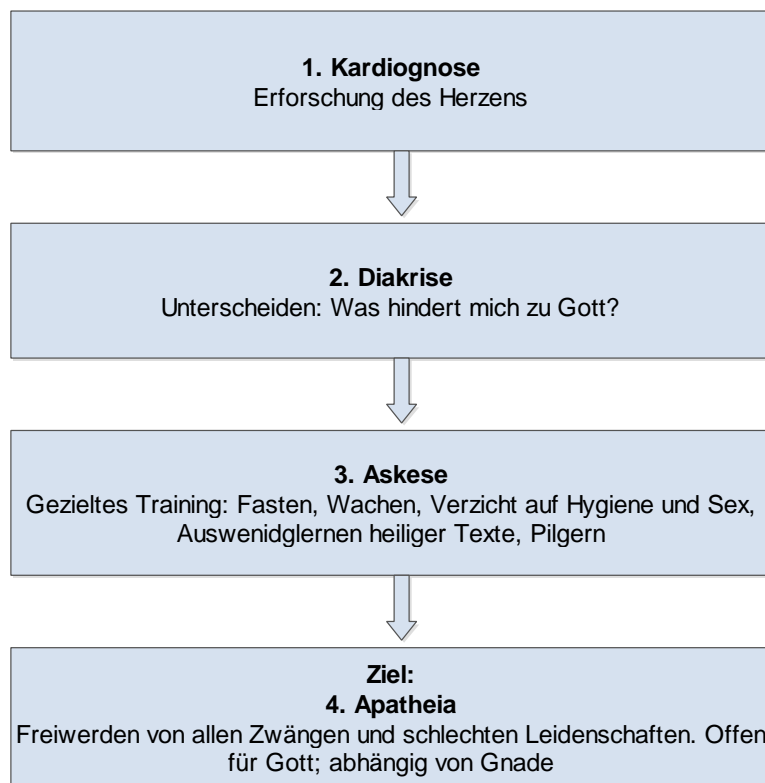 1. Kardiognose
Erforschung des Herzens
2. Diakrise
Unterscheiden: Was hindert mich zu Gott?
3. Askese
Gezieltes Training: Fasten, Wachen, Verzicht auf Hygiene und Sex,
Auswenidglernen heiliger Texte, Pilgern
Ziel:
4. Apatheia
Freiwerden von allen Zwängen und schlechten Leidenschaften. Offen
für Gott; abhängig von Gnade